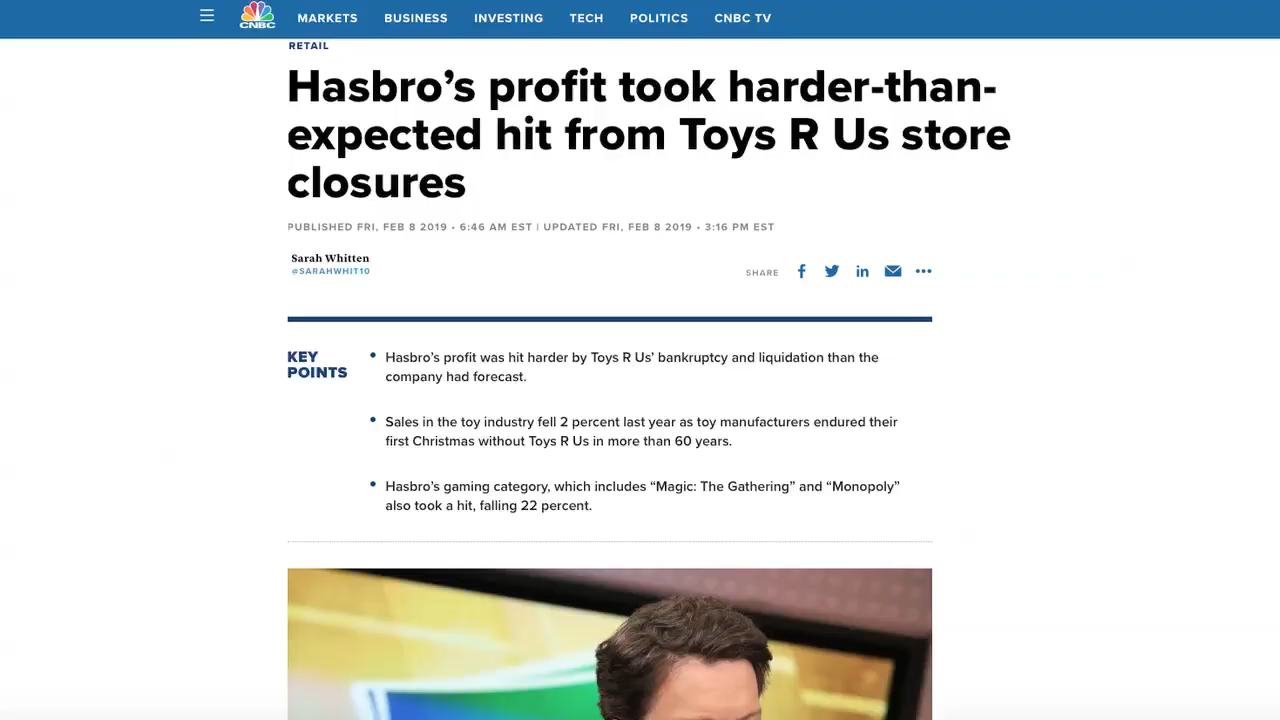 CNBC
MARKETS BUSINESS INVESTING TECH POLITICS CNBC TV
RETAIL
Hasbro’s profit took harder-than-
expected hit from Toys R Us store
closures
PUBLISHED FRI, FEB 8 2019 • 6:46 AM EST | UPDATED FRI, FEB 8 2019 • 3:16 PM EST
Sarah Whitten
@SARAHWHIT10
SHARE
KEY
POINTS
• Hasbro’s profit was hit harder by Toys R Us’ bankruptcy and liquidation than the
company had forecast.
• Sales in the toy industry fell 2 percent last year as toy manufacturers endured their
first Christmas without Toys R Us in more than 60 years.
• Hasbro’s gaming category, which includes “Magic: The Gathering” and “Monopoly”
also took a hit, falling 22 percent.